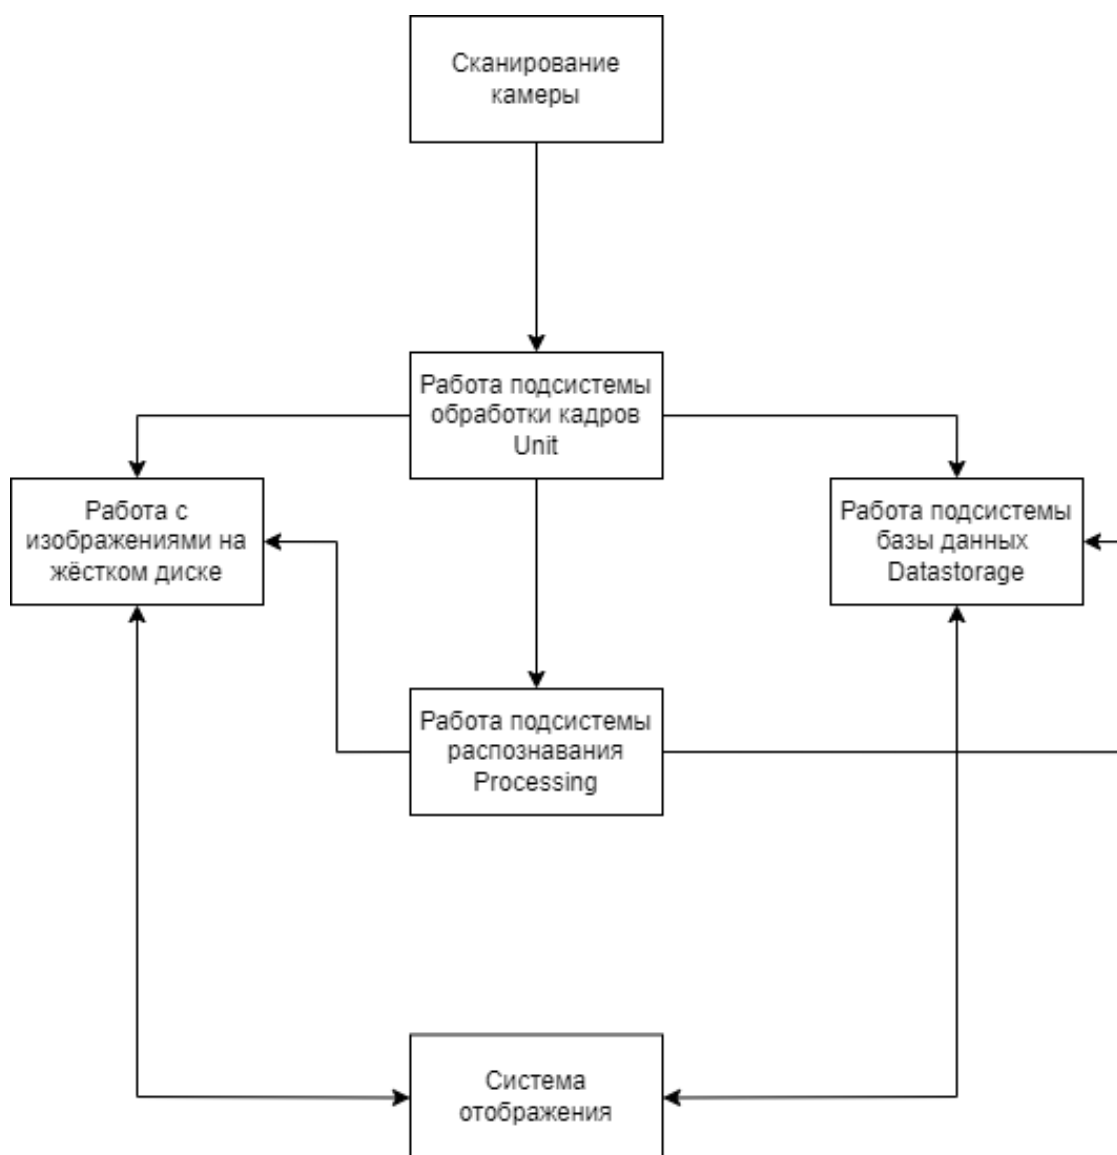 Сканирование
камеры
Работа подсистемы
обработки кадров
Unit
Работа с
изображениями на
жёстком диске
Работа подсистемы
базы данных
Datastorage
Работа подсистемы
распознавания
Processing
Система
отображения